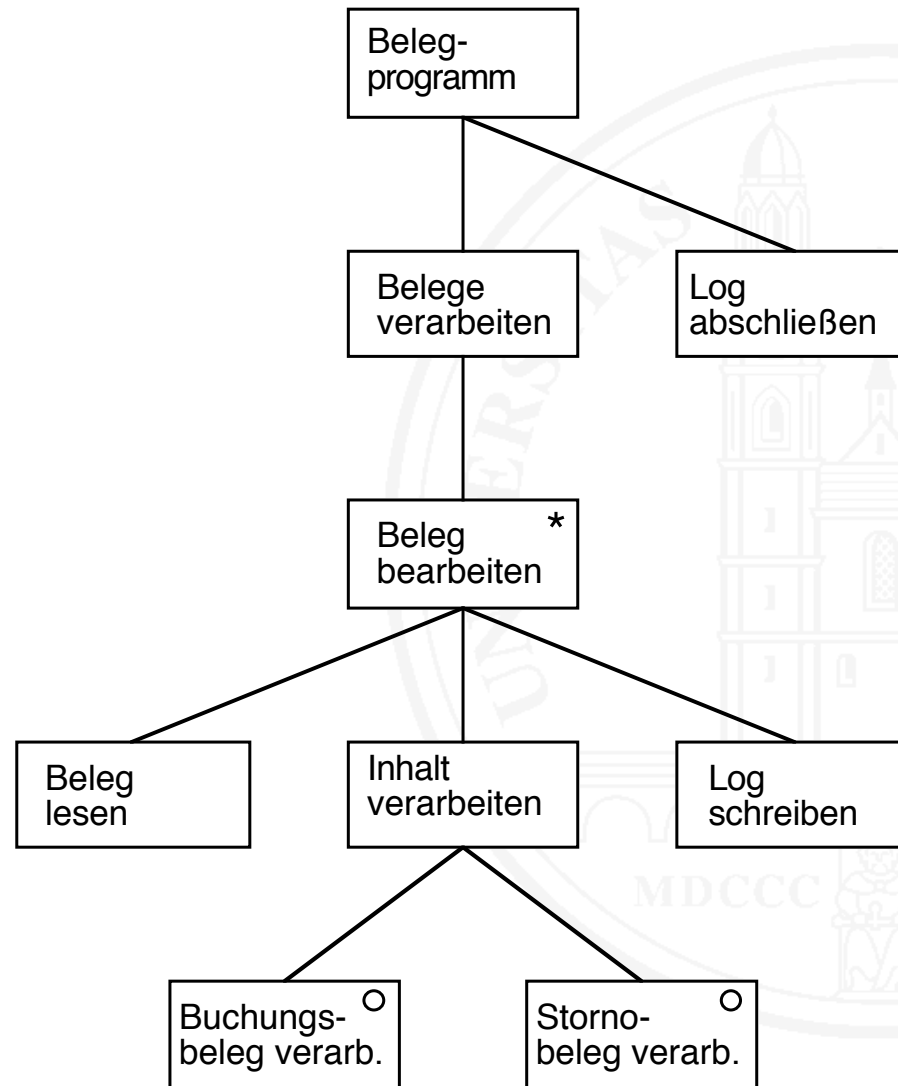 Beleg-
programm
Belege
verarbeiten
Log
abschließen
Beleg *
bearbeiten
Beleg
lesen
Inhalt
verarbeiten
Log
schreiben
Buchungs-
beleg verarb.
Storno-
beleg verarb.
UNIVERSITAS
MDCCC